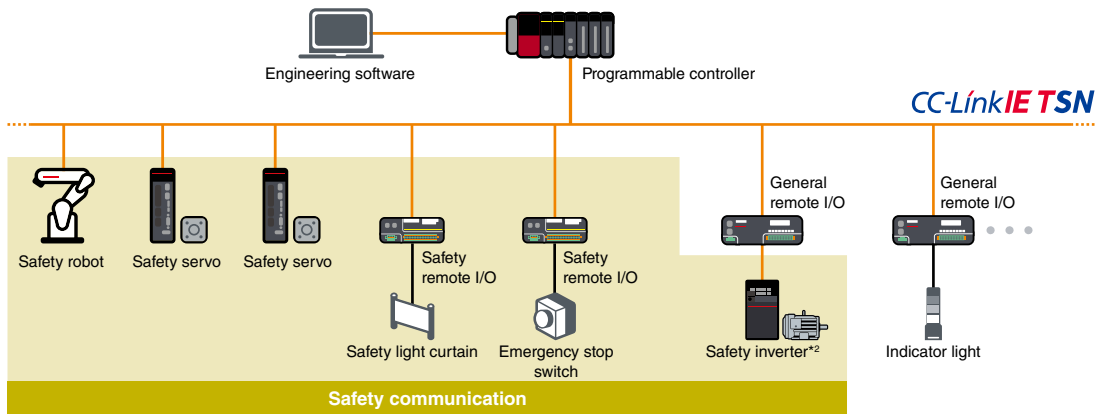 Engineering software
Programmable controller
CC-Link IE TSN
General
remote I/O
General
remote I/O
Safety robot
Safety servo
Safety servo
Safety
remote I/O
Safety
remote I/O
Safety light curtain
Emergency stop
switch
Safety inverter*2
Indicator light
Safety communication